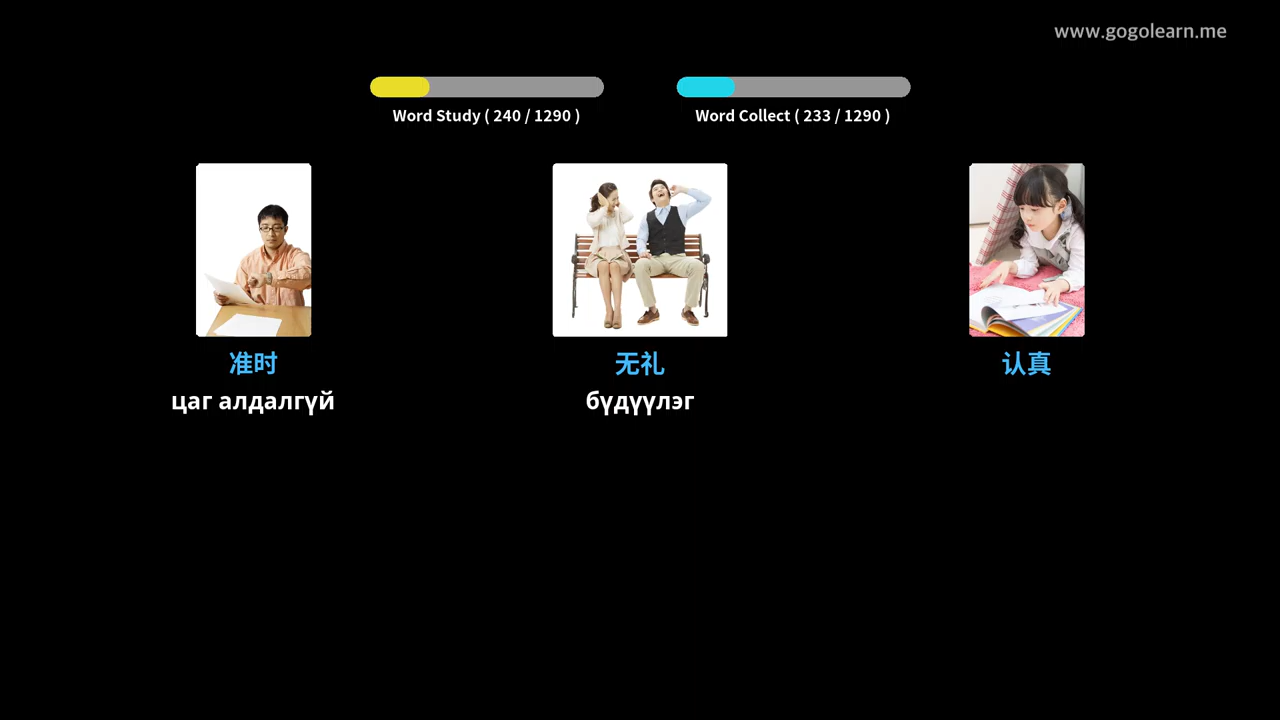 www.gogolearn.me
Word Study ( 240 / 1290 )
Word Collect ( 233 / 1290 )
准时
无礼
认真
цаг алдалгүй
бүдүүлэг